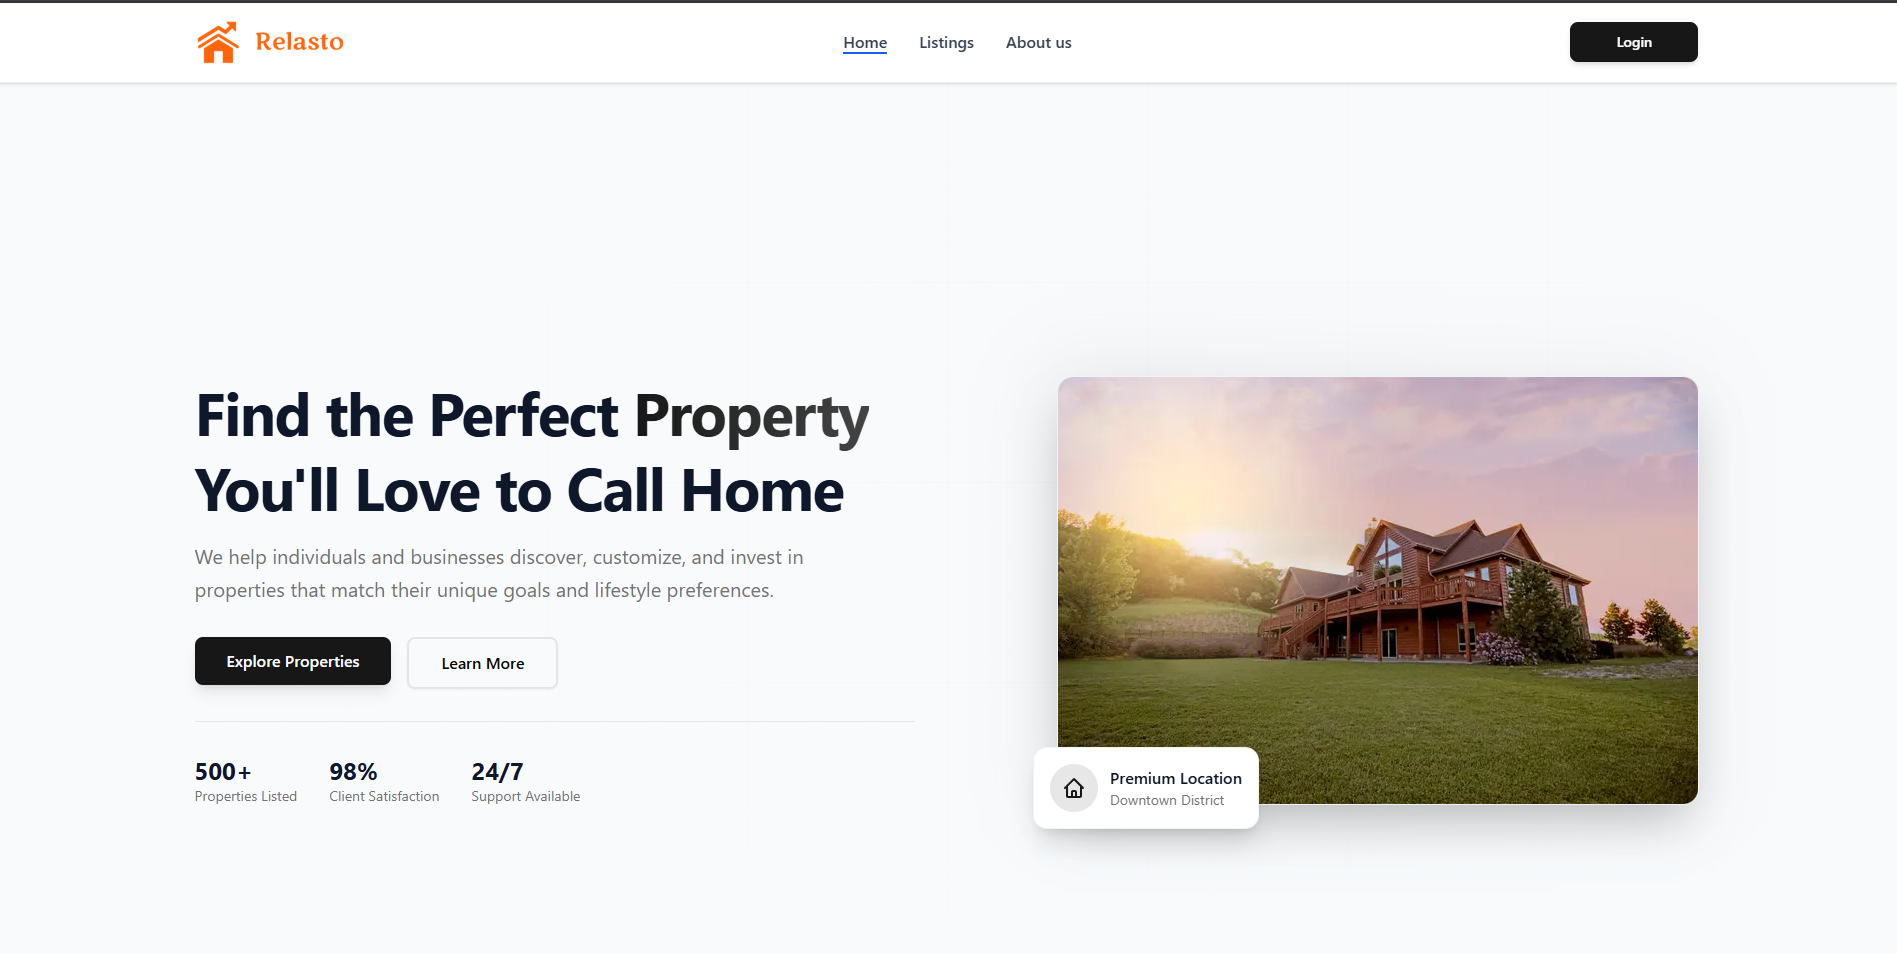 Relasto
Home
Listings
About us
Login
Find the Perfect Property
You'll Love to Call Home
We help individuals and businesses discover, customize, and invest in
properties that match their unique goals and lifestyle preferences.
Explore Properties
Learn More
500+
Properties Listed
98%
Client Satisfaction
24/7
Support Available
Premium Location
Downtown District